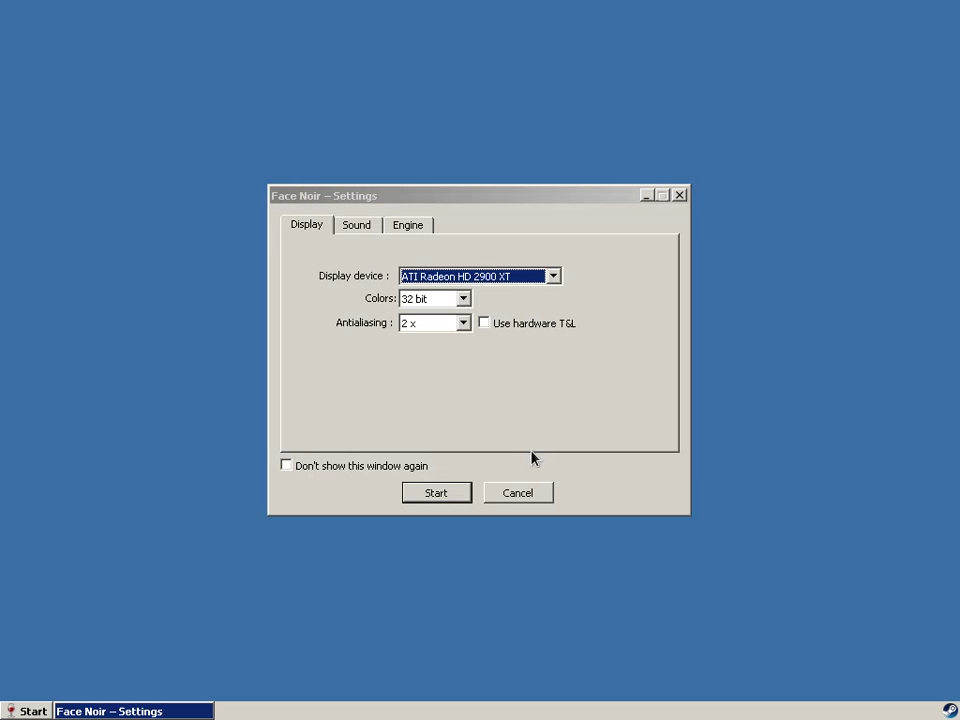 Face Noir – Settings
Display Sound Engine
Display device : ATI Radeon HD 2900 XT
Colors: 32 bit
Antialiasing : 2 x Use hardware T&L
Don't show this window again
Start Cancel
Start Face Noir – Settings